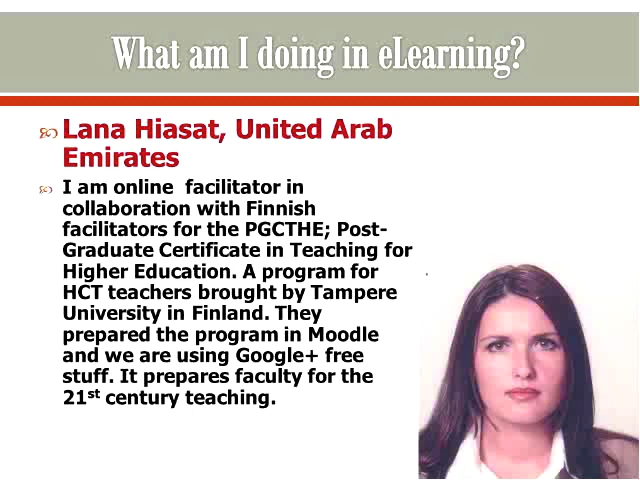 What am I doing in eLearning?
Lana Hiasat, United Arab
Emirates
I am online facilitator in
collaboration with Finnish
facilitators for the PGCTHE; Post-
Graduate Certificate in Teaching for
Higher Education. A program for
HCT teachers brought by Tampere
University in Finland. They
prepared the program in Moodle
and we are using Google+ free
stuff. It prepares faculty for the
21st century teaching.